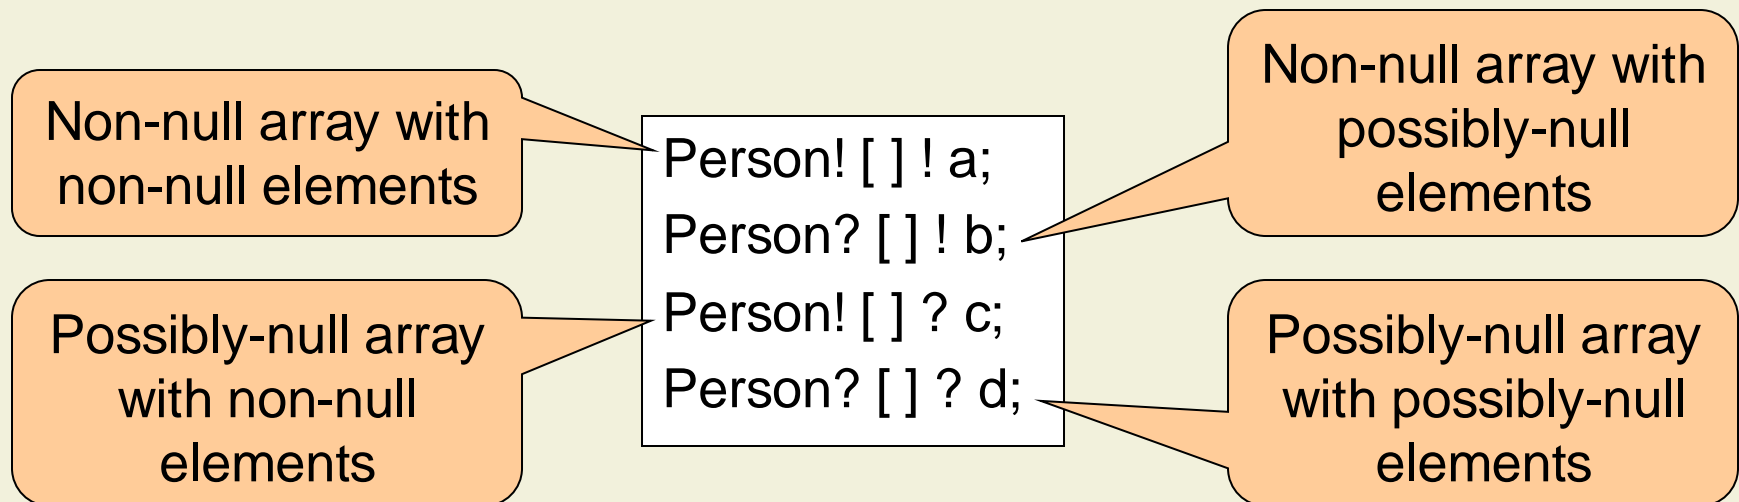 Non-null array with
non-null elements
Person! [ ] ! a;
Person? [ ] ! b;
Person! [ ] ? c;
Person? [ ] ? d;
Non-null array with
possibly-null
elements
Possibly-null array
with non-null
elements
Possibly-null array
with possibly-null
elements